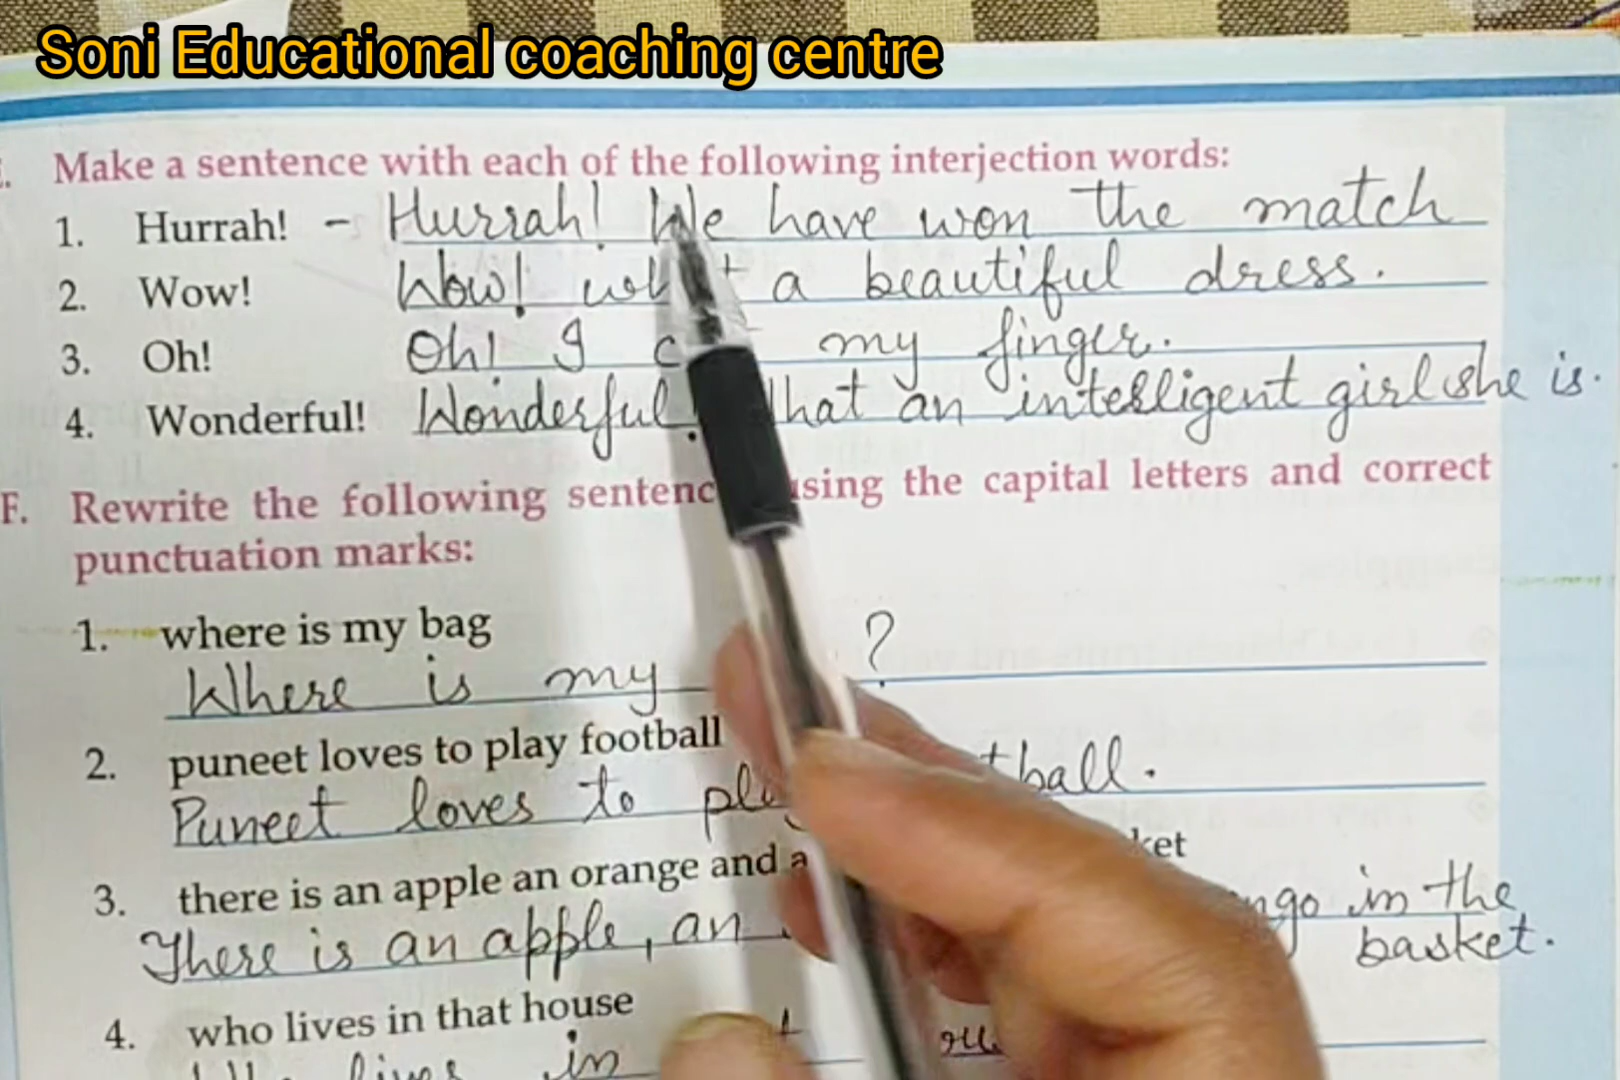 Soni Educational coaching centre
Make a sentence with each of the following interjection words:
1. Hurrah! - Hurrah! We have won the match
2. Wow! Wow! a beautiful dress.
3. Oh! Oh! I my finger.
4. Wonderful! Wonderful! What an intelligent girl she is.
F. Rewrite the following using the capital letters and correct
punctuation marks:
1. where is my bag
Where is my ?
2. puneet loves to play football
Puneet loves to ball.
3. there is an apple an orange and a
There is an apple, an in the
basket.
4. who lives in that house
lives in